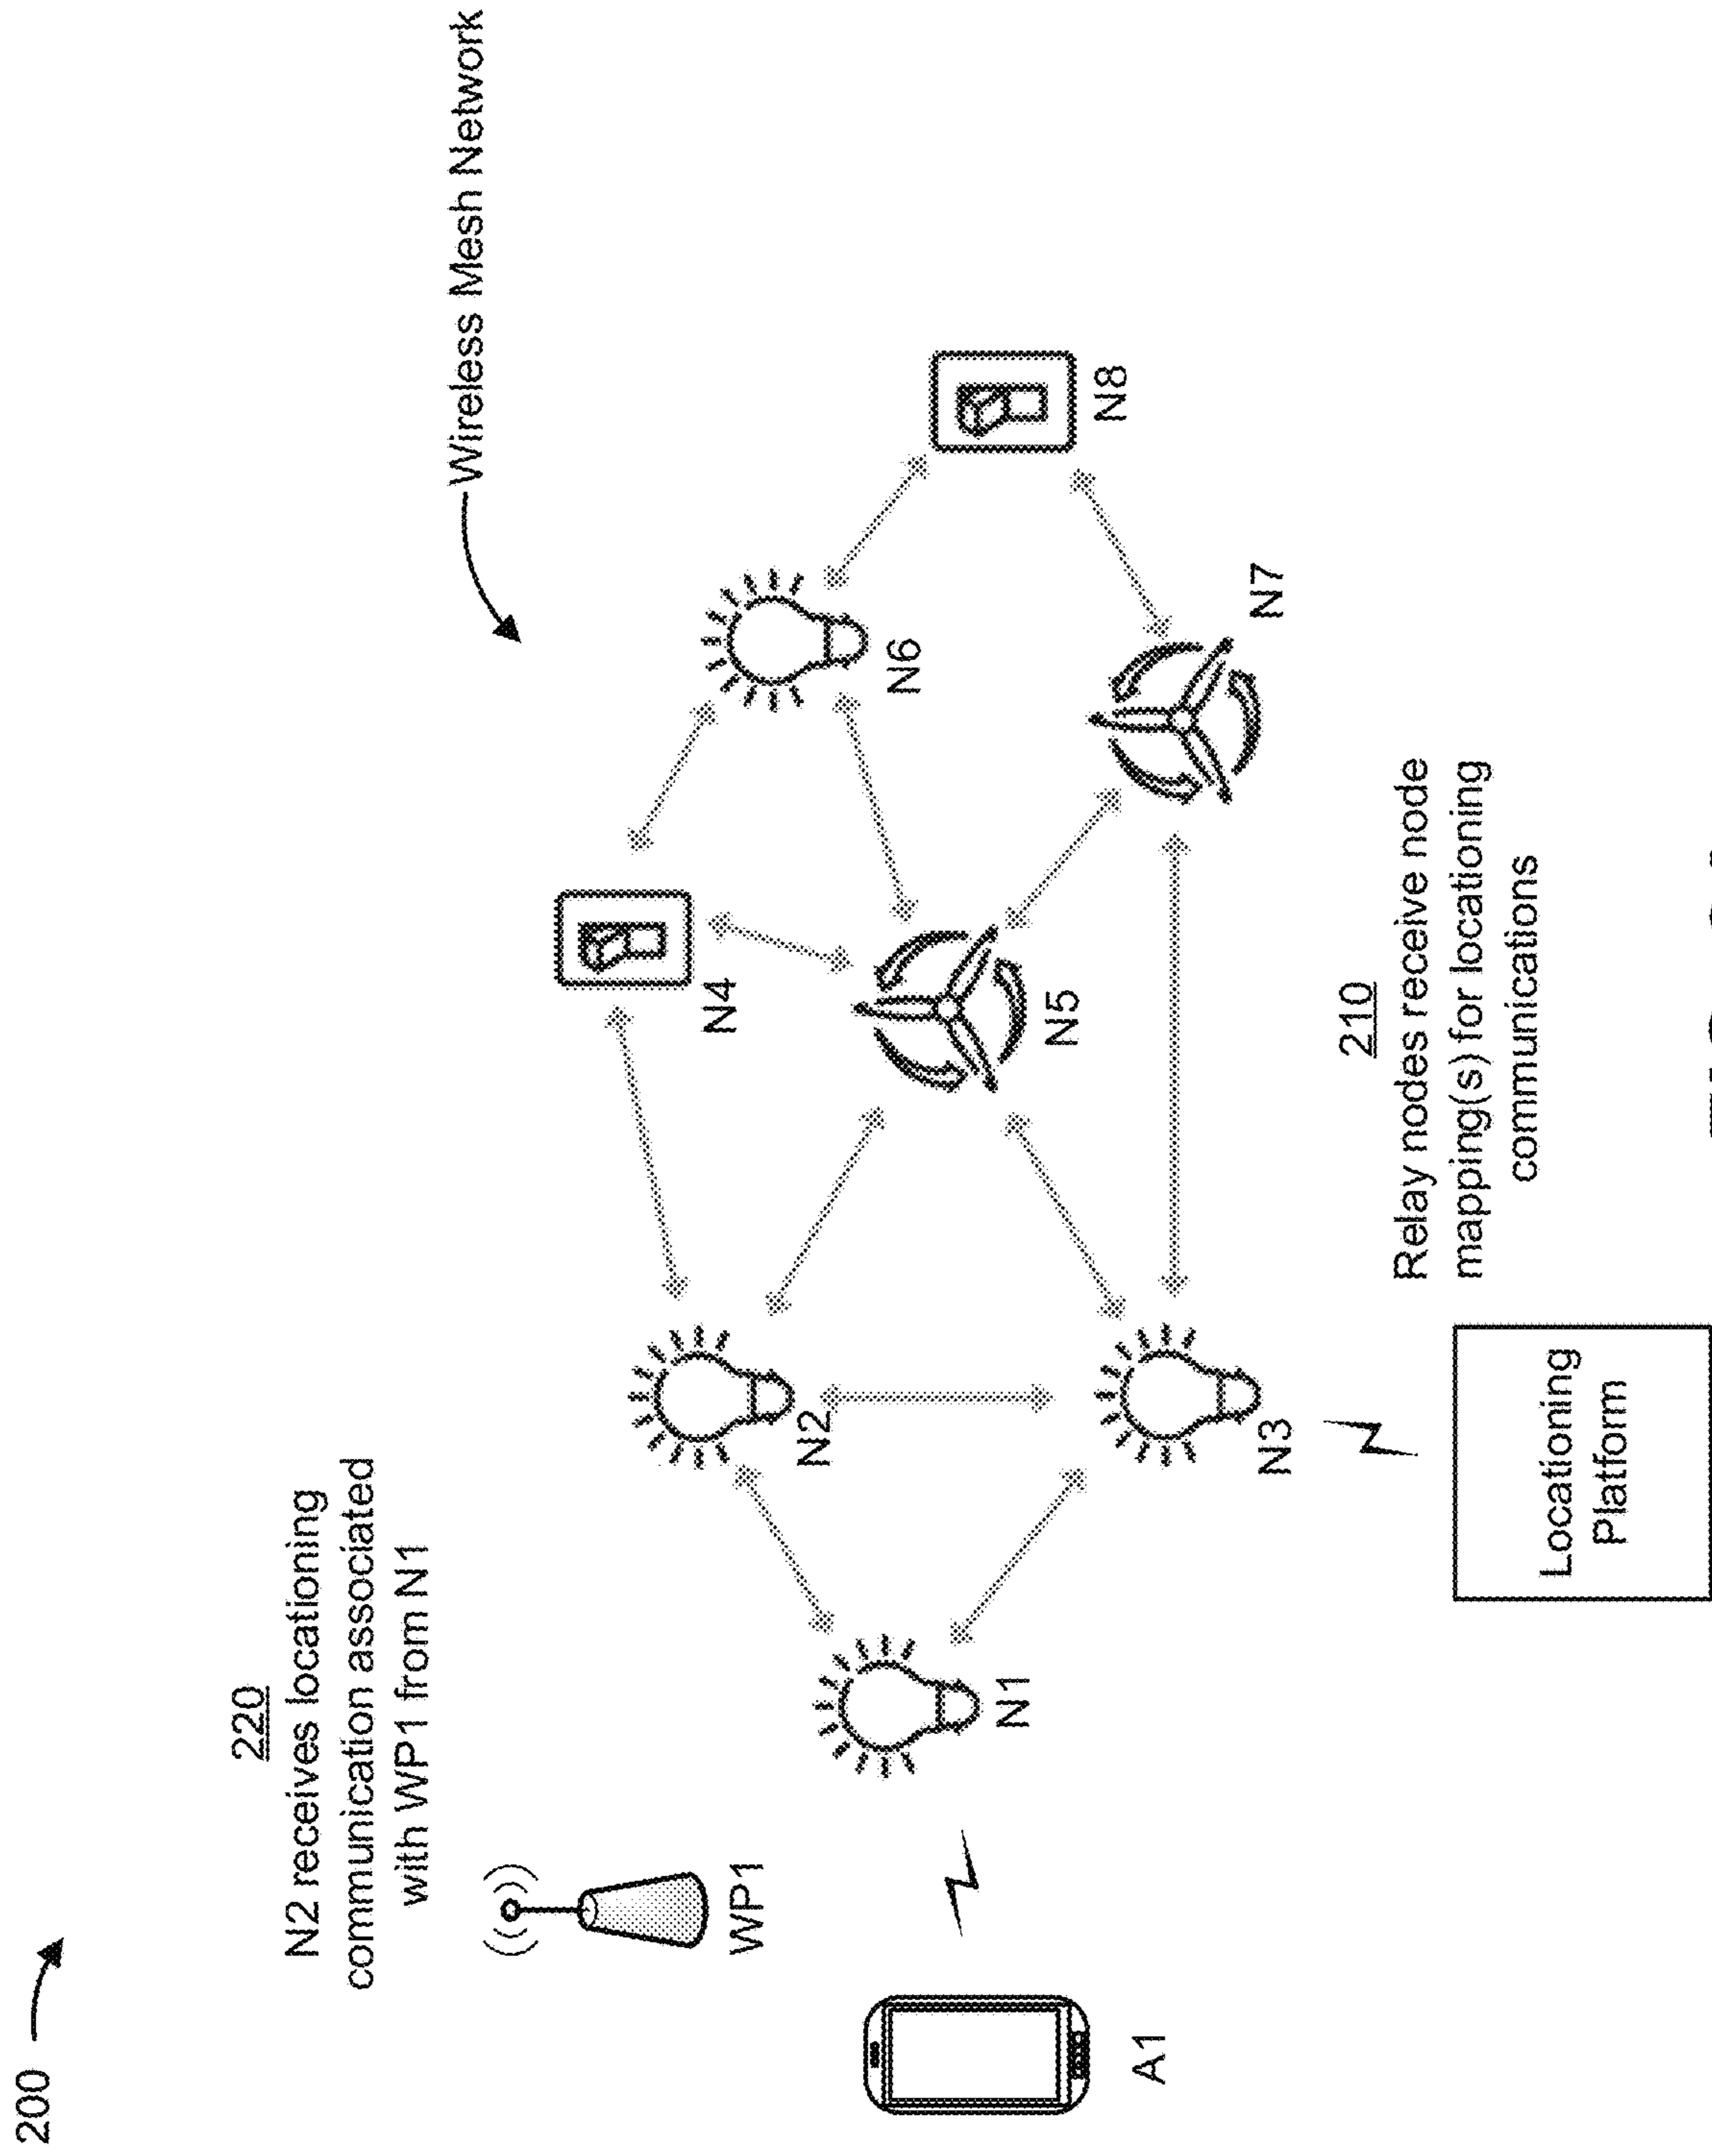 200
220
N2 receives locationing
communication associated
with WP1 from N1
Wireless Mesh Network
WP1
A1
N1
N2
N3
N4
N5
N6
N7
N8
210
Relay nodes receive node
mapping(s) for locationing
communications
Locationing
Platform